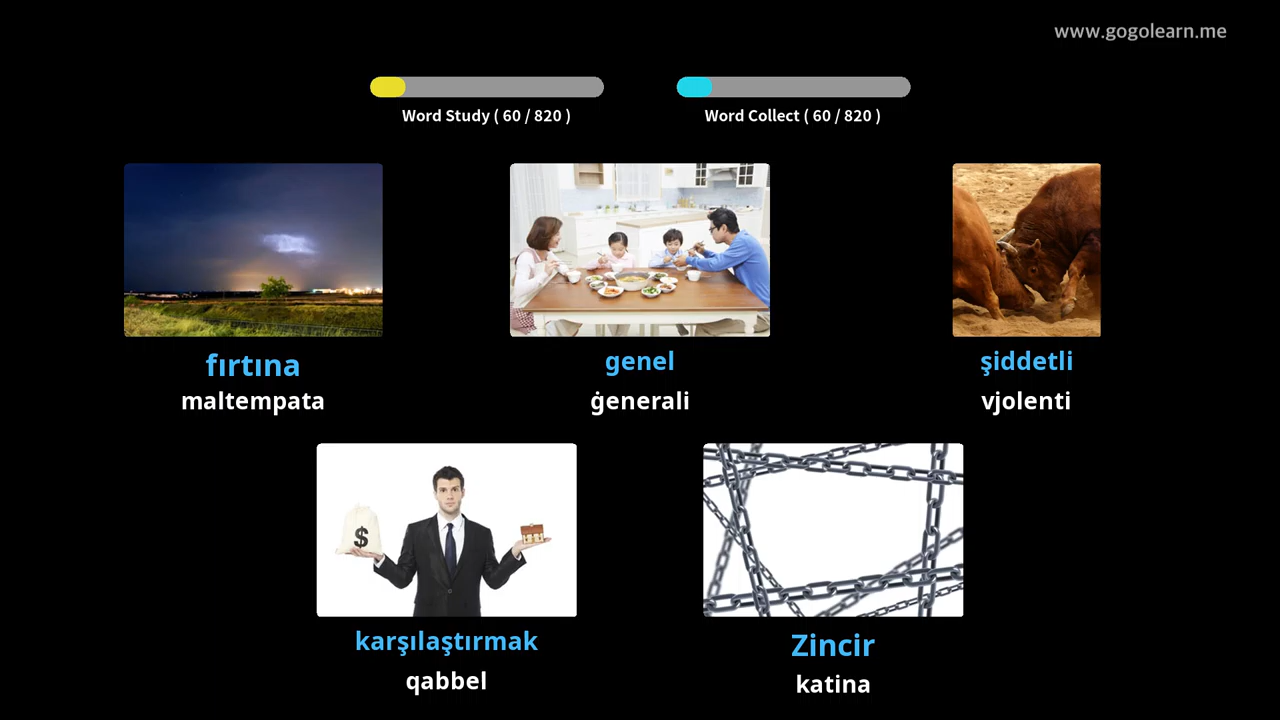 www.gogolearn.me
Word Study ( 60 / 820 )
Word Collect ( 60 / 820 )
fırtına
maltempata
genel
ġenerali
şiddetli
vjolenti
$
karşılaştırmak
qabbel
Zincir
katina